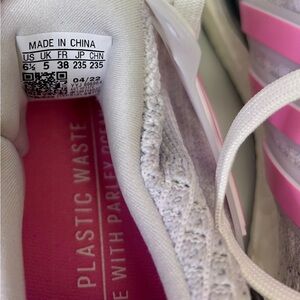 MADE IN CHINA
US UK FR JP CHN
6½ 5 38 235 235
04/22
PLASTIC WASTE
E WITH PARLEY OCEAN